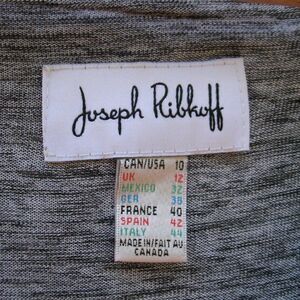 Joseph Ribkoff
CAN/USA 10
UK 12
MEXICO 32
GER 38
FRANCE 40
SPAIN 42
ITALY 44
MADE IN/FAIT AU
CANADA